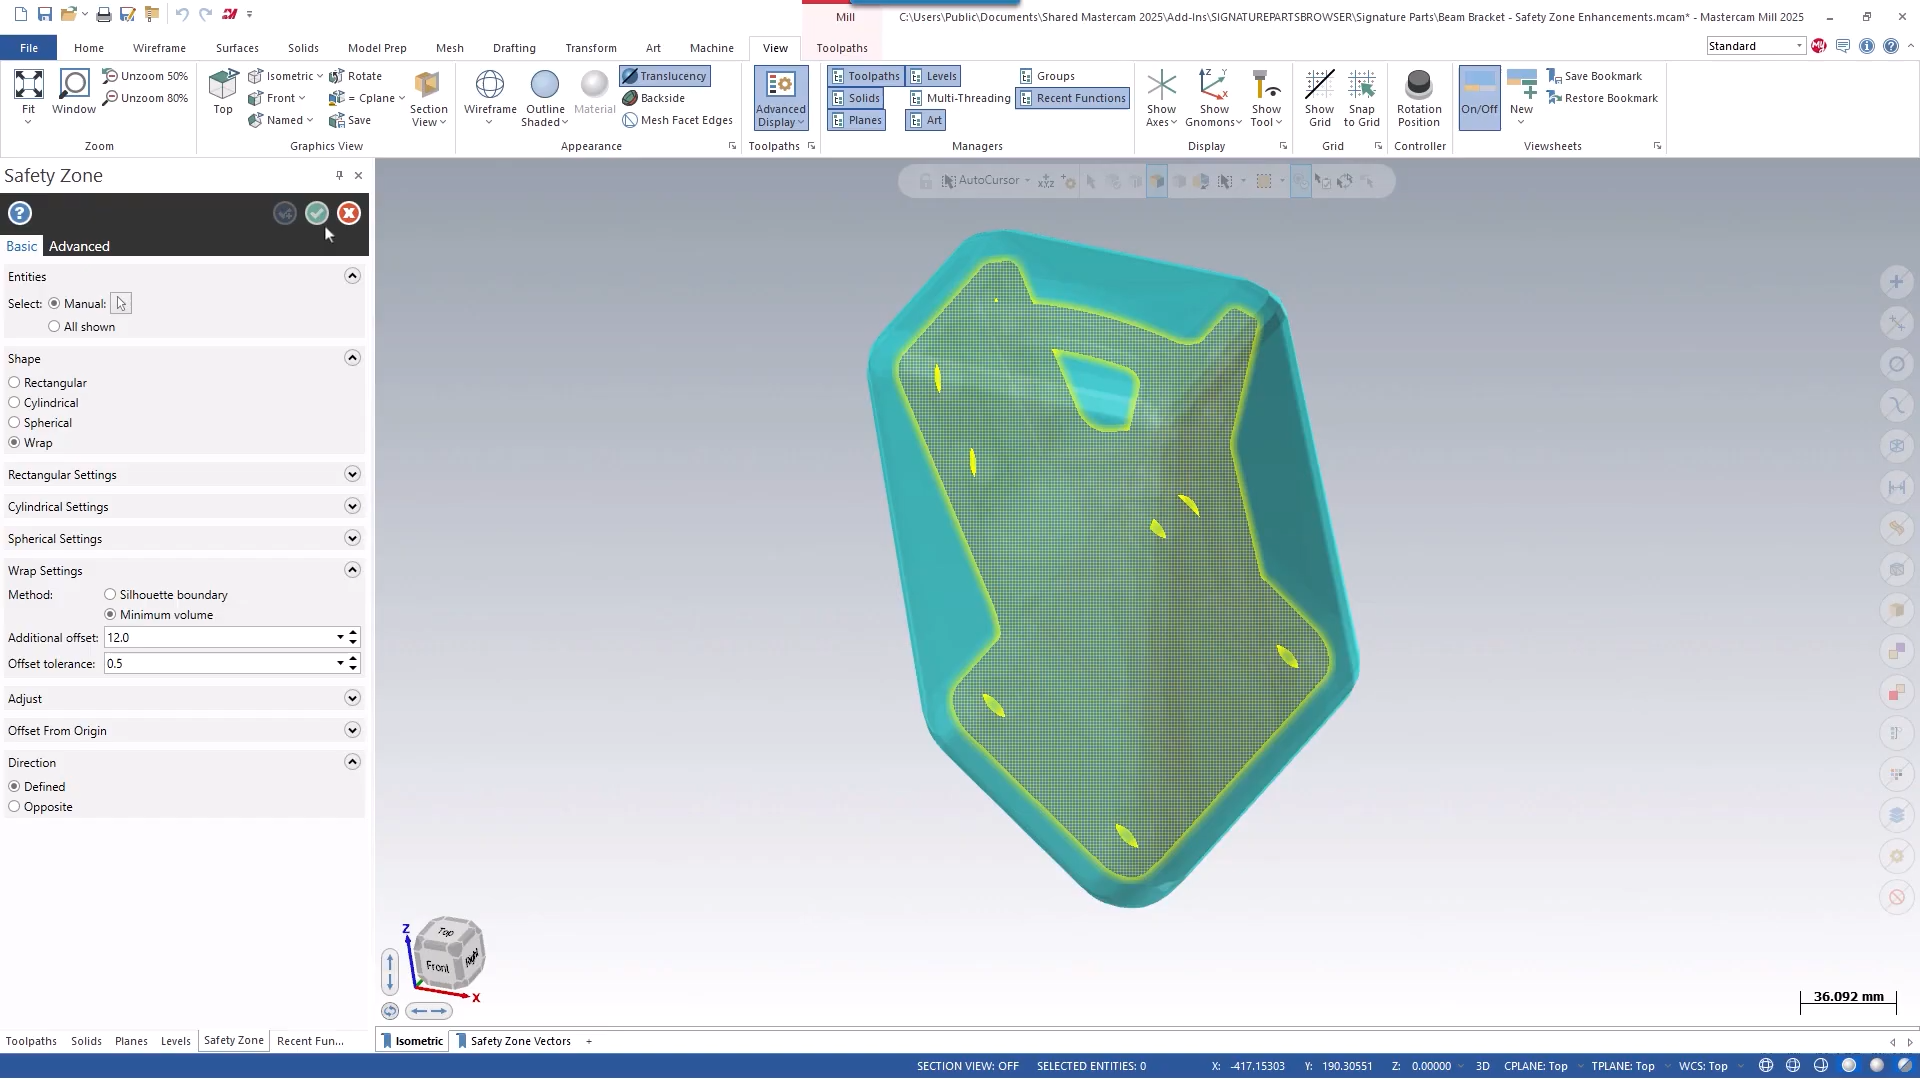 Mill
C:\Users\Public\Documents\Shared Mastercam 2025\Add-Ins\SIGNATUREPARTSBROWSER\Signature Parts\Beam Bracket - Safety Zone Enhancements.mcam* - Mastercam Mill 2025
File Home Wireframe Surfaces Solids Model Prep Mesh Drafting Transform Art Machine View Toolpaths
Standard
Fit
Window
Unzoom 50%
Unzoom 80%
Zoom
Top
Isometric
Front
Named
Rotate
= Cplane
Save
Section View
Graphics View
Wireframe
Outline Shaded
Material
Translucency
Backside
Mesh Facet Edges
Appearance
Advanced Display
Toolpaths
Toolpaths
Solids
Planes
Levels
Multi-Threading
Art
Groups
Recent Functions
Managers
Show Axes
Show Gnomons
Show Tool
Display
Show Grid
Snap to Grid
Grid
Rotation Position
Controller
On/Off
New
Save Bookmark
Restore Bookmark
Viewsheets
Safety Zone
AutoCursor
Basic Advanced
Entities
Select: Manual:
All shown
Shape
Rectangular
Cylindrical
Spherical
Wrap
Rectangular Settings
Cylindrical Settings
Spherical Settings
Wrap Settings
Method: Silhouette boundary
Minimum volume
Additional offset: 12.0
Offset tolerance: 0.5
Adjust
Offset From Origin
Direction
Defined
Opposite
Z
Top
Front
Right
X
36.092 mm
Toolpaths Solids Planes Levels Safety Zone Recent Fun...
Isometric Safety Zone Vectors +
SECTION VIEW: OFF SELECTED ENTITIES: 0 X: -417.15303 Y: 190.30551 Z: 0.00000 3D CPLANE: Top TPLANE: Top WCS: Top